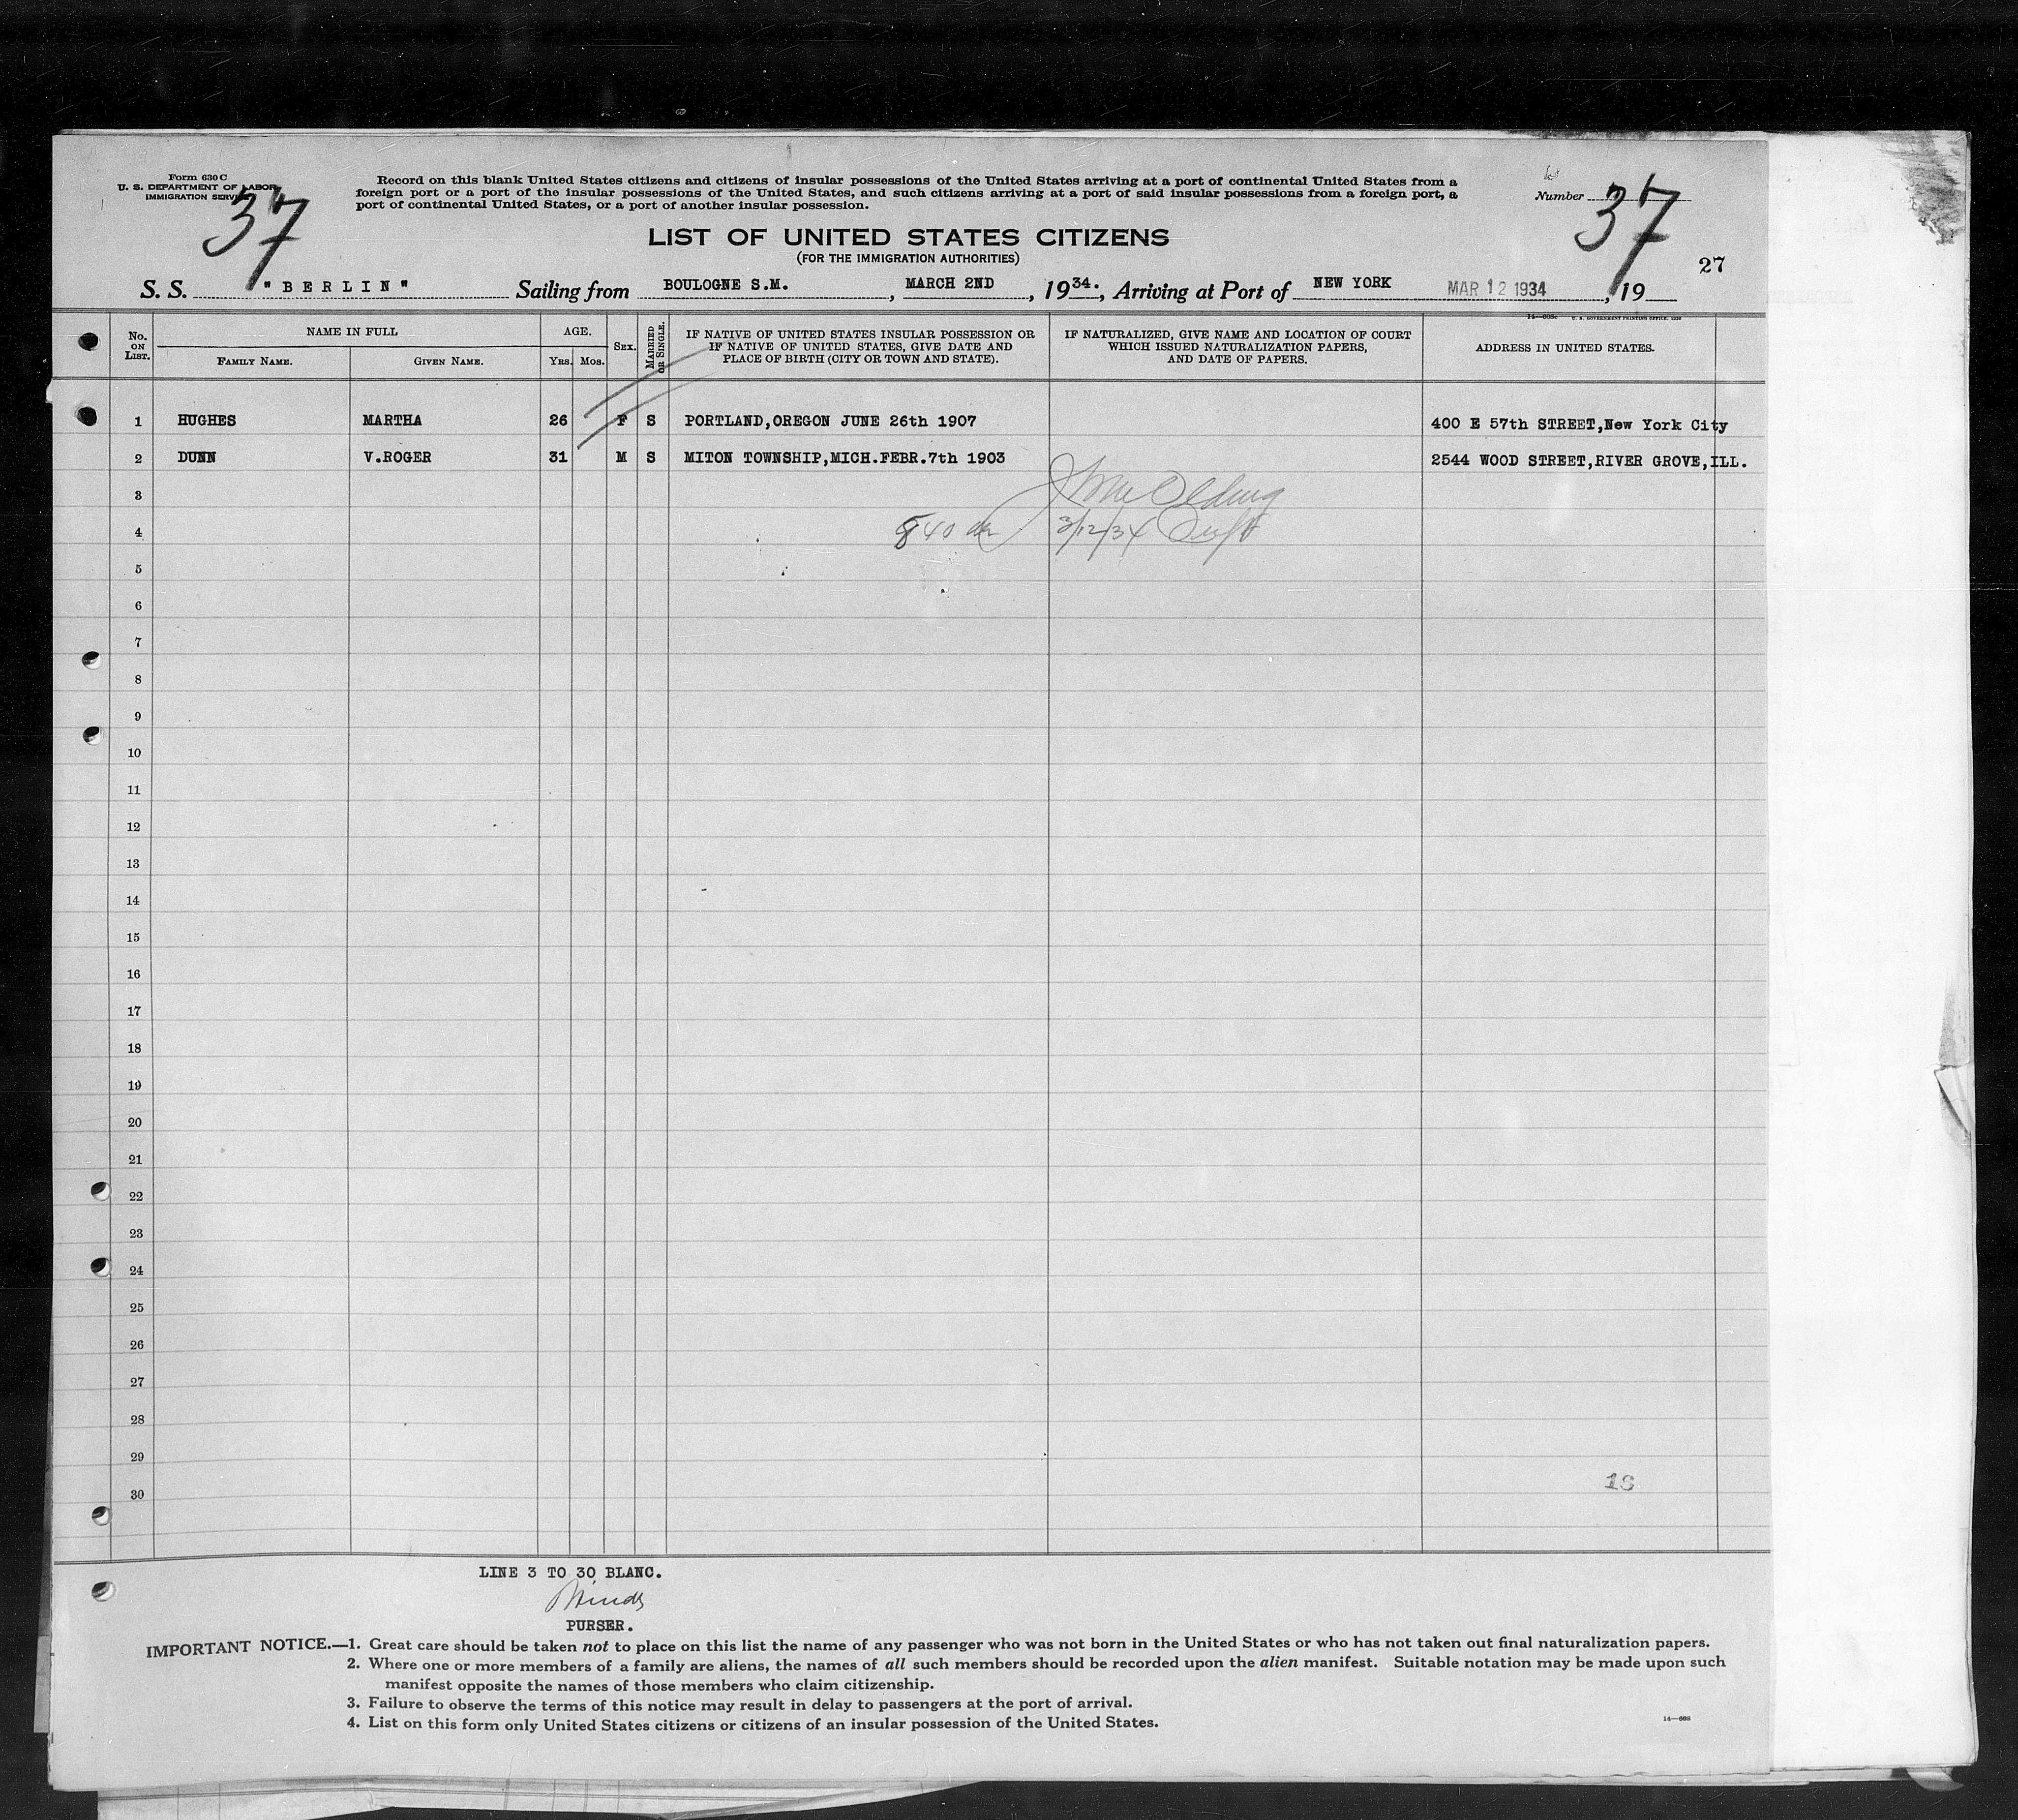 Form 630 C
U. S. DEPARTMENT OF LABOR
IMMIGRATION SERVICE
37
Record on this blank United States citizens and citizens of insular possessions of the United States arriving at a port of continental United States from a
foreign port or a port of the insular possessions of the United States, and such citizens arriving at a port of said insular possessions from a foreign port, a
port of continental United States, or a port of another insular possession.
Number 37
LIST OF UNITED STATES CITIZENS
(FOR THE IMMIGRATION AUTHORITIES)
27
S. S. "BERLIN" Sailing from BOULOGNE S.M., MARCH 2ND, 1934., Arriving at Port of NEW YORK MAR 12 1934, 19
No. ON LIST.
NAME IN FULL
FAMILY NAME.
GIVEN NAME.
AGE.
YRS. MOS.
SEX.
MARRIED OR SINGLE.
IF NATIVE OF UNITED STATES INSULAR POSSESSION OR
IF NATIVE OF UNITED STATES, GIVE DATE AND
PLACE OF BIRTH (CITY OR TOWN AND STATE).
IF NATURALIZED, GIVE NAME AND LOCATION OF COURT
WHICH ISSUED NATURALIZATION PAPERS,
AND DATE OF PAPERS.
ADDRESS IN UNITED STATES.
1 HUGHES MARTHA 26 F S PORTLAND,OREGON JUNE 26th 1907 400 E 57th STREET,New York City
2 DUNN V.ROGER 31 M S MITON TOWNSHIP,MICH.FEBR.7th 1903 2544 WOOD STREET,RIVER GROVE,ILL.
3
4 3/12/34
5
6
7
8
9
10
11
12
13
14
15
16
17
18
19
20
21
22
23
24
25
26
27
28
29
30
LINE 3 TO 30 BLANC.
PURSER.
IMPORTANT NOTICE.—1. Great care should be taken not to place on this list the name of any passenger who was not born in the United States or who has not taken out final naturalization papers.
2. Where one or more members of a family are aliens, the names of all such members should be recorded upon the alien manifest. Suitable notation may be made upon such
manifest opposite the names of those members who claim citizenship.
3. Failure to observe the terms of this notice may result in delay to passengers at the port of arrival.
4. List on this form only United States citizens or citizens of an insular possession of the United States.